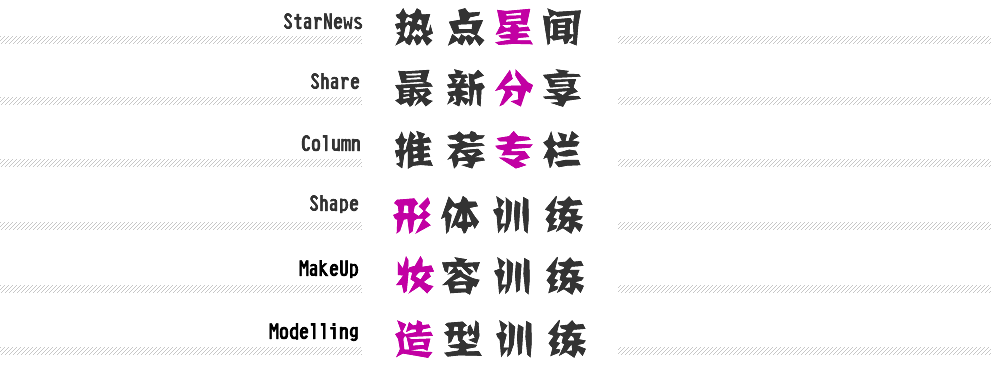 StarNews 热点星闻
Share 最新分享
Column 推荐专栏
Shape 形体训练
MakeUp 妆容训练
Modelling 造型训练